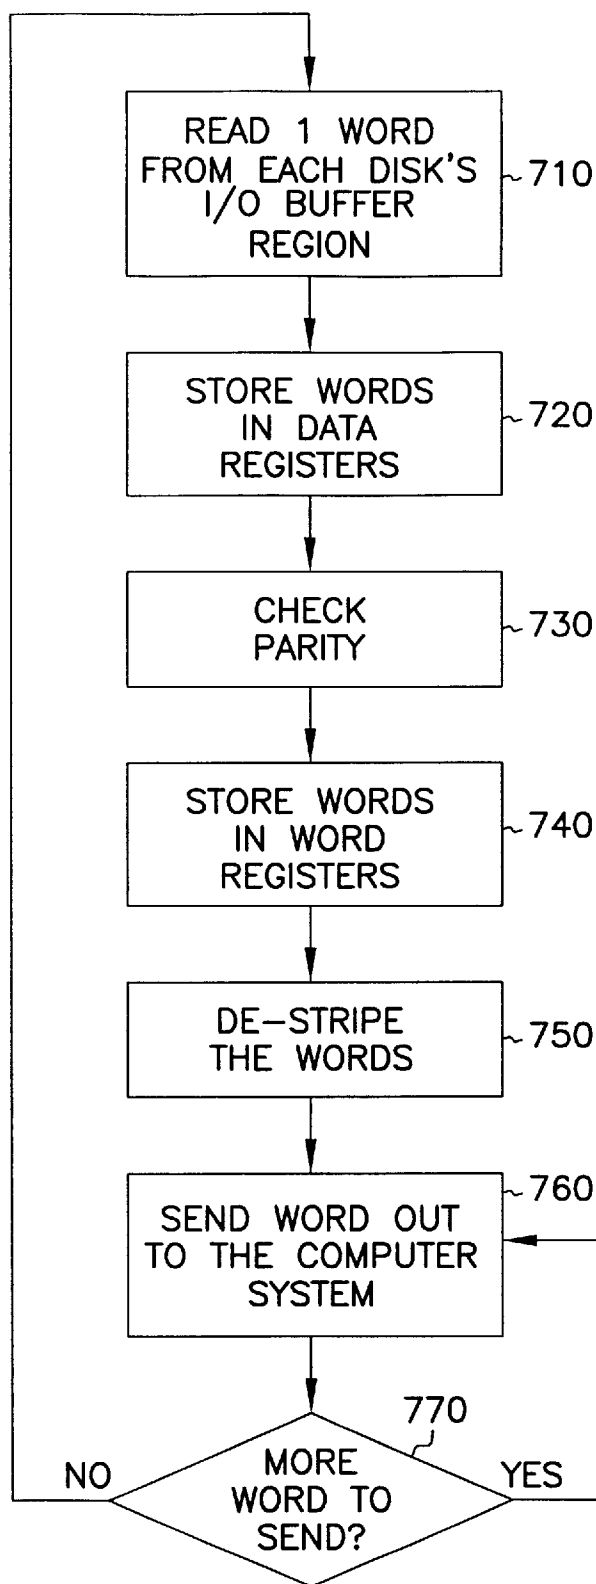 READ 1 WORD
FROM EACH DISK'S
I/O BUFFER
REGION
710
STORE WORDS
IN DATA
REGISTERS
720
CHECK
PARITY
730
STORE WORDS
IN WORD
REGISTERS
740
DE-STRIPE
THE WORDS
750
760
SEND WORD OUT
TO THE COMPUTER
SYSTEM
770
NO
MORE
WORD TO
SEND?
YES